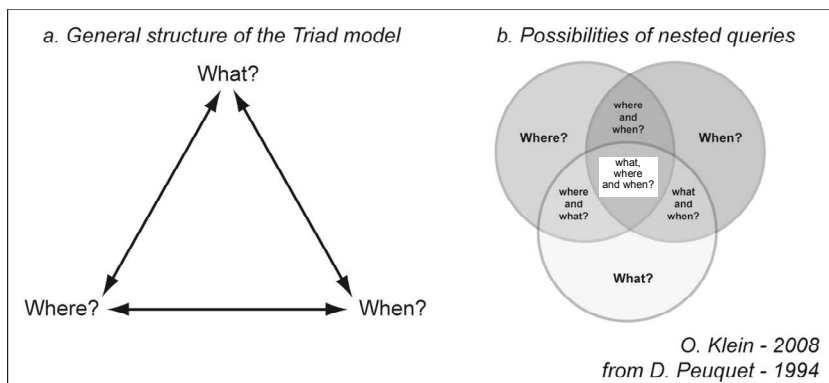 a. General structure of the Triad model
What?
Where?
When?
b. Possibilities of nested queries
Where?
where
and
when?
When?
what,
where
and when?
where
and
what?
what
and
when?
What?
O. Klein - 2008
from D. Peuquet - 1994